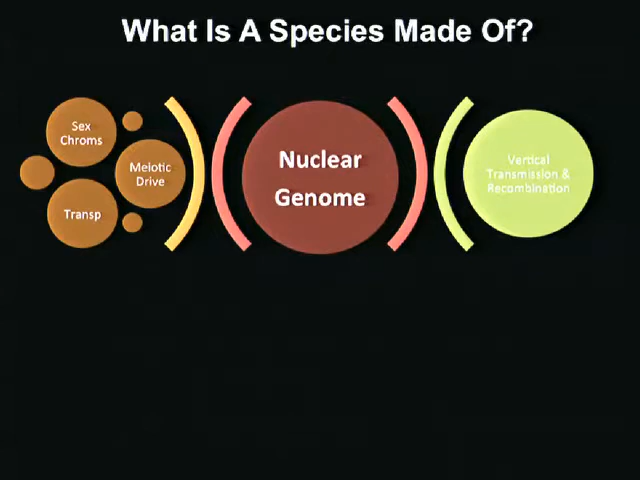 What Is A Species Made Of?
Sex
Chroms
Meiotic
Drive
Transp
Nuclear
Genome
Vertical
Transmission &
Recombination